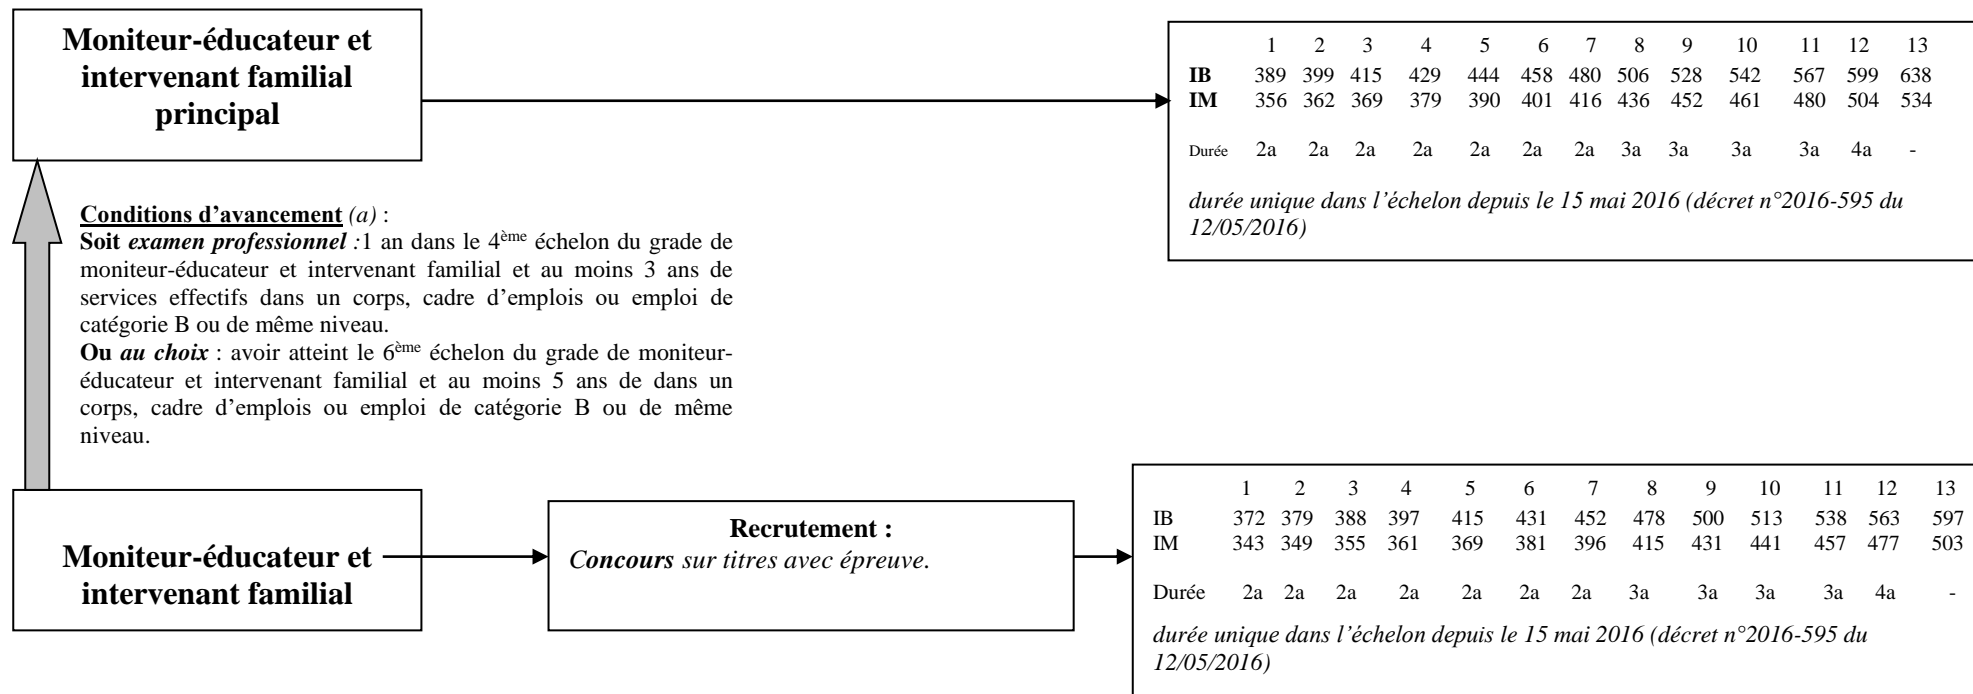 Moniteur-éducateur et
intervenant familial
principal
1 2 3 4 5 6 7 8 9 10 11 12 13
IB 389 399 415 429 444 458 480 506 528 542 567 599 638
IM 356 362 369 379 390 401 416 436 452 461 480 504 534
Durée 2a 2a 2a 2a 2a 2a 2a 3a 3a 3a 3a 4a -
durée unique dans l’échelon depuis le 15 mai 2016 (décret n°2016-595 du
12/05/2016)
Conditions d’avancement (a) :
Soit examen professionnel :1 an dans le 4ème échelon du grade de
moniteur-éducateur et intervenant familial et au moins 3 ans de
services effectifs dans un corps, cadre d’emplois ou emploi de
catégorie B ou de même niveau.
Ou au choix : avoir atteint le 6ème échelon du grade de moniteur-
éducateur et intervenant familial et au moins 5 ans de dans un
corps, cadre d’emplois ou emploi de catégorie B ou de même
niveau.
Moniteur-éducateur et
intervenant familial
Recrutement :
Concours sur titres avec épreuve.
1 2 3 4 5 6 7 8 9 10 11 12 13
IB 372 379 388 397 415 431 452 478 500 513 538 563 597
IM 343 349 355 361 369 381 396 415 431 441 457 477 503
Durée 2a 2a 2a 2a 2a 2a 2a 3a 3a 3a 3a 4a -
durée unique dans l’échelon depuis le 15 mai 2016 (décret n°2016-595 du
12/05/2016)